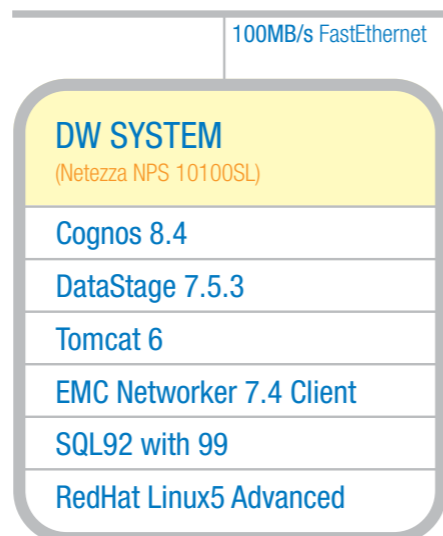 100MB/s FastEthernet
DW SYSTEM
(Netezza NPS 10100SL)
Cognos 8.4
DataStage 7.5.3
Tomcat 6
EMC Networker 7.4 Client
SQL92 with 99
RedHat Linux5 Advanced